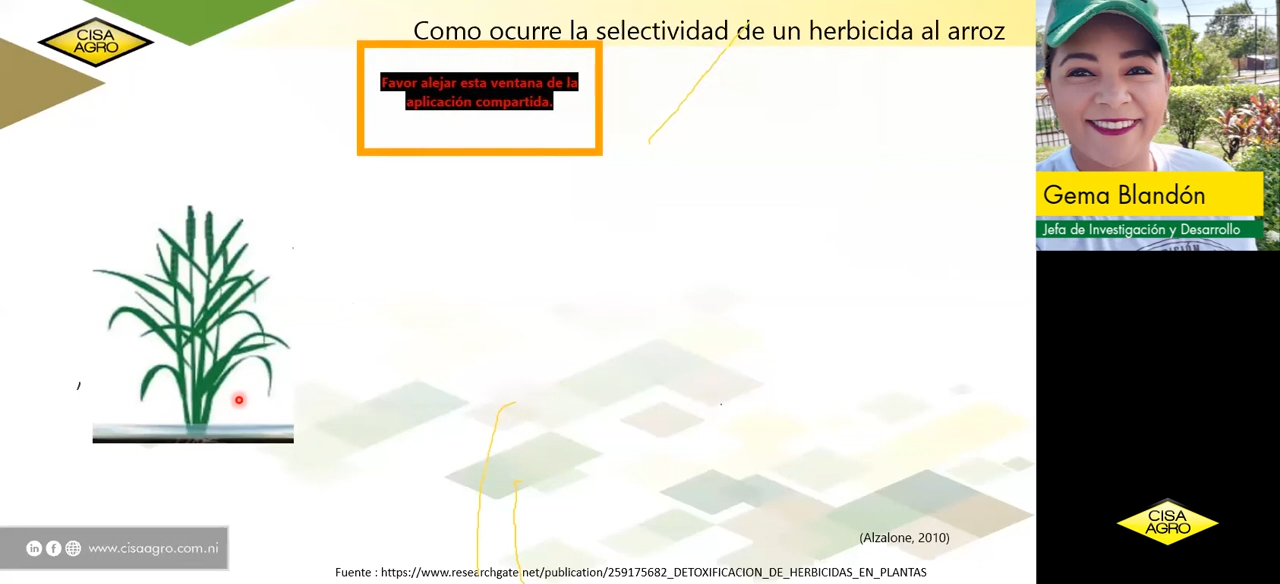 CISA
AGRO
Como ocurre la selectividad de un herbicida al arroz
Favor alejar esta ventana de la
aplicación compartida.
Gema Blandón
Jefa de Investigación y Desarrollo
CISA
AGRO
(Alzalone, 2010)
www.cisaagro.com.ni
Fuente : https://www.researchgate.net/publication/259175682_DETOXIFICACION_DE_HERBICIDAS_EN_PLANTAS